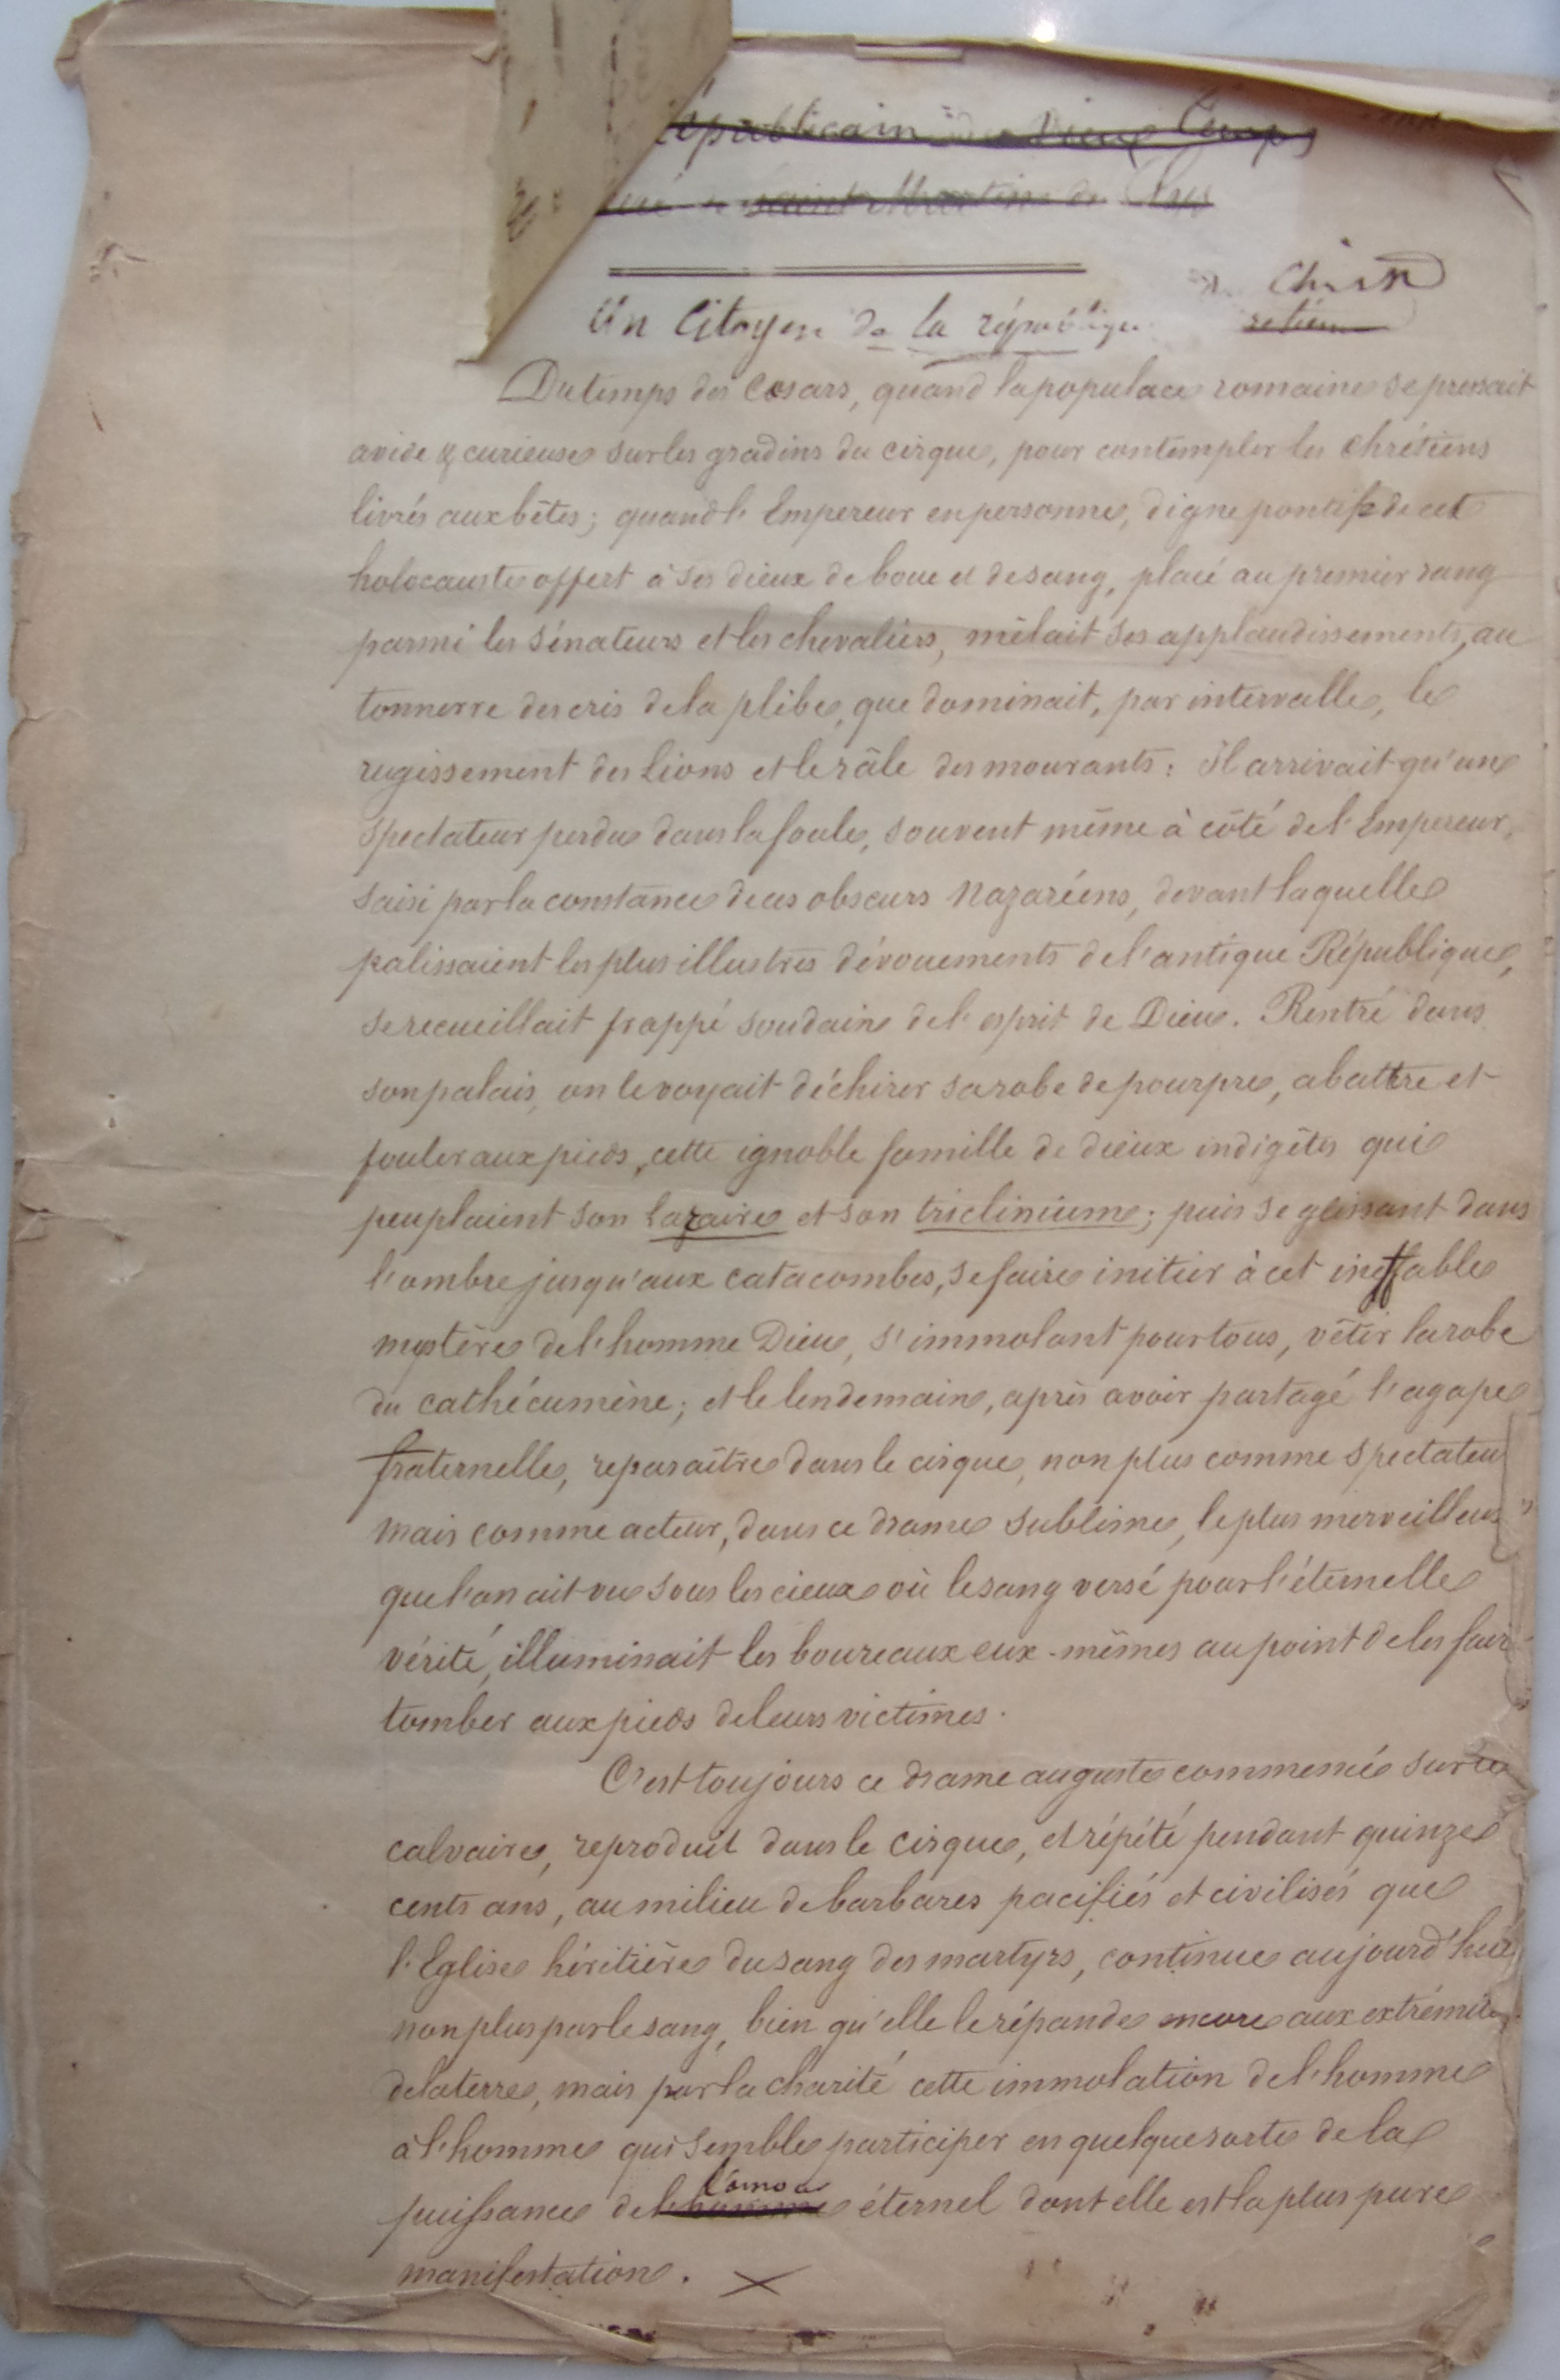 épublicain du Vieux Temps
curé de Saint Martin de Lys
Un Citoyen de la république
Du temps des Cesars, quand la populace romaine se pressait
avide & curieuse sur les gradins du cirque, pour contempler les Chrétiens
livrés aux bêtes; quand l'Empereur en personne, digne pontife de cet
holocauste offert à ses dieux de boue et de sang, placé au premier rang
parmi les Sénateurs et les chevaliers, mêlait ses applaudissements, au
tonnerre des cris de la plèbe, que dominait, par intervalle, le
rugissement des lions et le râle des mourants: Il arrivait qu'un
Spectateur perdu dans la foule, souvent même à côté de l'Empereur,
saisi par la constance de ces obscurs Nazaréens, devant laquelle
palissaient les plus illustres dévouements de l'antique République,
se recueillait frappé soudain de l'esprit de Dieu. Rentré dans
son palais, on le voyait déchirer sa robe de pourpre, abattre et
fouler aux pieds, cette ignoble famille de dieux indigètes qui
peuplaient son laraire et son triclinium; puis se glissant dans
l'ombre jusqu'aux catacombes, se faire initier à cet ineffable
mystère de l'homme Dieu, s'immolant pour tous, vêtir la robe
du cathécumène; et le lendemain, après avoir partagé l'agape
fraternelle, reparaître dans le cirque, non plus comme spectateur
mais comme acteur, dans ce drame sublime, le plus merveilleux
que l'on ait vu sous les cieux où le sang versé pour l'éternelle
vérité, illuminait les boureaux eux-mêmes au point de les fair
tomber aux pieds de leurs victimes.
C'est toujours ce drame auguste commencé sur le
calvaire, reproduit dans le Cirque, et répété pendant quinze
cents ans, au milieu de barbares pacifiés et civilisés que
l'Eglise héritière du sang des martyrs, continue aujourd'hui
non plus par le sang, bien qu'elle le répande encore aux extrémités
de la terre, mais par la charité cette immolation de l'homme
à l'homme qui semble participer en quelque sorte de la
l'amour
puissance de l'homme éternel dont elle est la plus pure
manifestation.